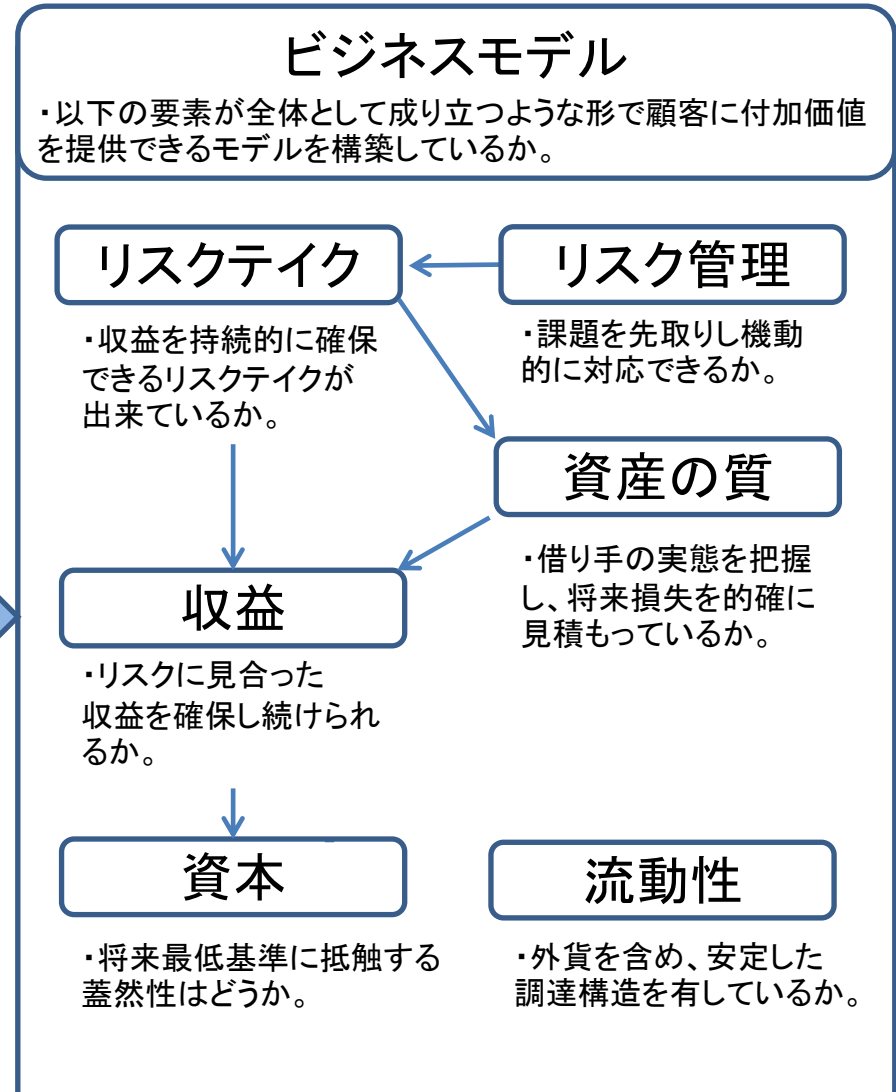 ビジネスモデル
・以下の要素が全体として成り立つような形で顧客に付加価値
を提供できるモデルを構築しているか。
リスクテイク
リスク管理
・収益を持続的に確保
できるリスクテイクが
出来ているか。
・課題を先取りし機動
的に対応できるか。
資産の質
・借り手の実態を把握
し、将来損失を的確に
見積もっているか。
収益
・リスクに見合った
収益を確保し続けられ
るか。
資本
流動性
・将来最低基準に抵触する
蓋然性はどうか。
・外貨を含め、安定した
調達構造を有しているか。